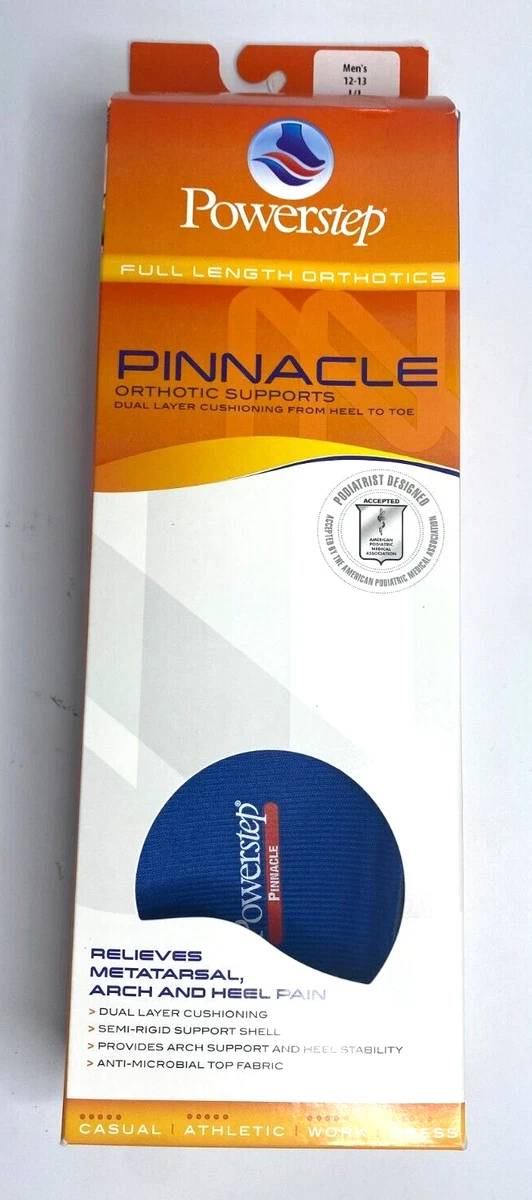 Men's
12-13
Powerstep®
FULL LENGTH ORTHOTICS
PINNACLE
ORTHOTIC SUPPORTS
DUAL LAYER CUSHIONING FROM HEEL TO TOE
PODIATRIST DESIGNED
ACCEPTED
AMERICAN
PODIATRIC
MEDICAL
ASSOCIATION
ACCEPTED BY THE AMERICAN PODIATRIC MEDICAL ASSOCIATION
Powerstep®
PINNACLE
RELIEVES
METATARSAL,
ARCH AND HEEL PAIN
> DUAL LAYER CUSHIONING
> SEMI-RIGID SUPPORT SHELL
> PROVIDES ARCH SUPPORT AND HEEL STABILITY
> ANTI-MICROBIAL TOP FABRIC
CASUAL | ATHLETIC | WORK | DRESS